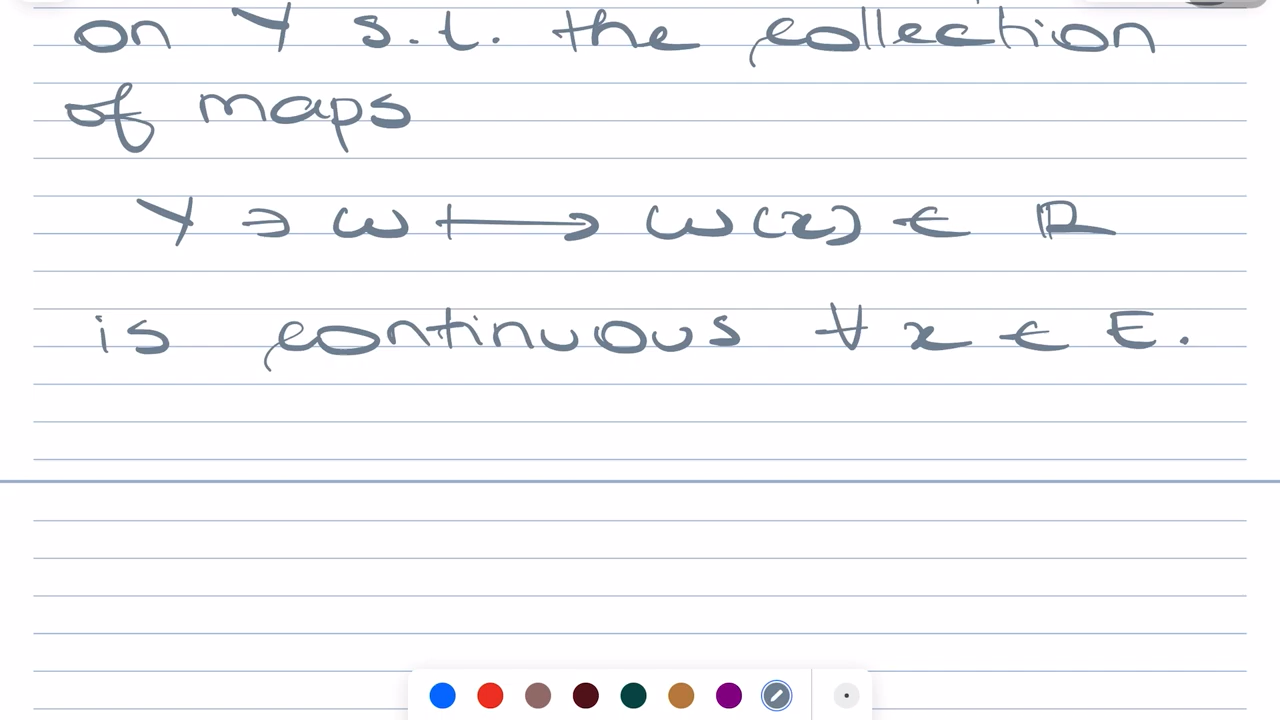 on Y s.t. the collection
of maps
Y ∋ ω ⟼ ω(x) ∈ ℝ
is continuous ∀ x ∈ E.